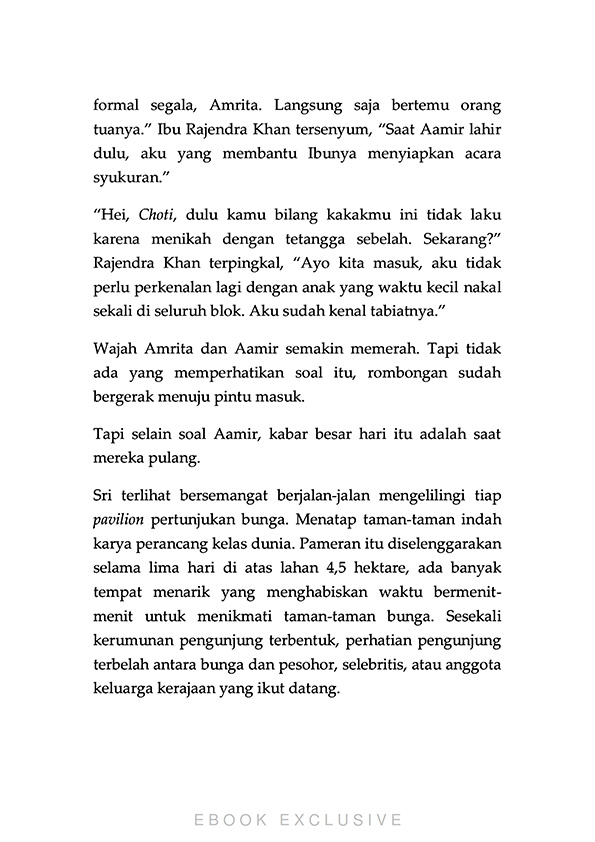 formal segala, Amrita. Langsung saja bertemu orang
tuanya.” Ibu Rajendra Khan tersenyum, “Saat Aamir lahir
dulu, aku yang membantu Ibunya menyiapkan acara
syukuran.”
“Hei, Choti, dulu kamu bilang kakakmu ini tidak laku
karena menikah dengan tetangga sebelah. Sekarang?”
Rajendra Khan terpingkal, “Ayo kita masuk, aku tidak
perlu perkenalan lagi dengan anak yang waktu kecil nakal
sekali di seluruh blok. Aku sudah kenal tabiatnya.”
Wajah Amrita dan Aamir semakin memerah. Tapi tidak
ada yang memperhatikan soal itu, rombongan sudah
bergerak menuju pintu masuk.
Tapi selain soal Aamir, kabar besar hari itu adalah saat
mereka pulang.
Sri terlihat bersemangat berjalan-jalan mengelilingi tiap
pavilion pertunjukan bunga. Menatap taman-taman indah
karya perancang kelas dunia. Pameran itu diselenggarakan
selama lima hari di atas lahan 4,5 hektare, ada banyak
tempat menarik yang menghabiskan waktu bermenit-
menit untuk menikmati taman-taman bunga. Sesekali
kerumunan pengunjung terbentuk, perhatian pengunjung
terbelah antara bunga dan pesohor, selebritis, atau anggota
keluarga kerajaan yang ikut datang.
EBOOK EXCLUSIVE